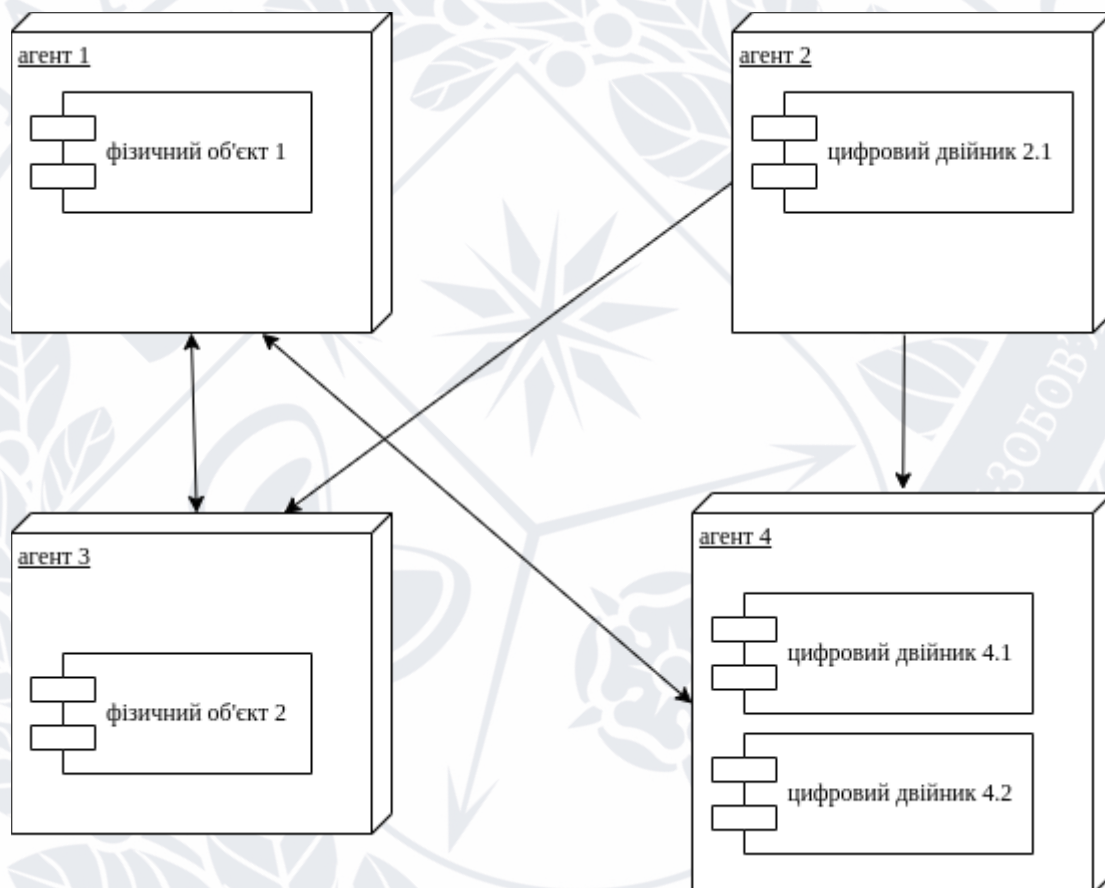 агент 1
фізичний об'єкт 1
агент 2
цифровий двійник 2.1
агент 3
фізичний об'єкт 2
агент 4
цифровий двійник 4.1
цифровий двійник 4.2